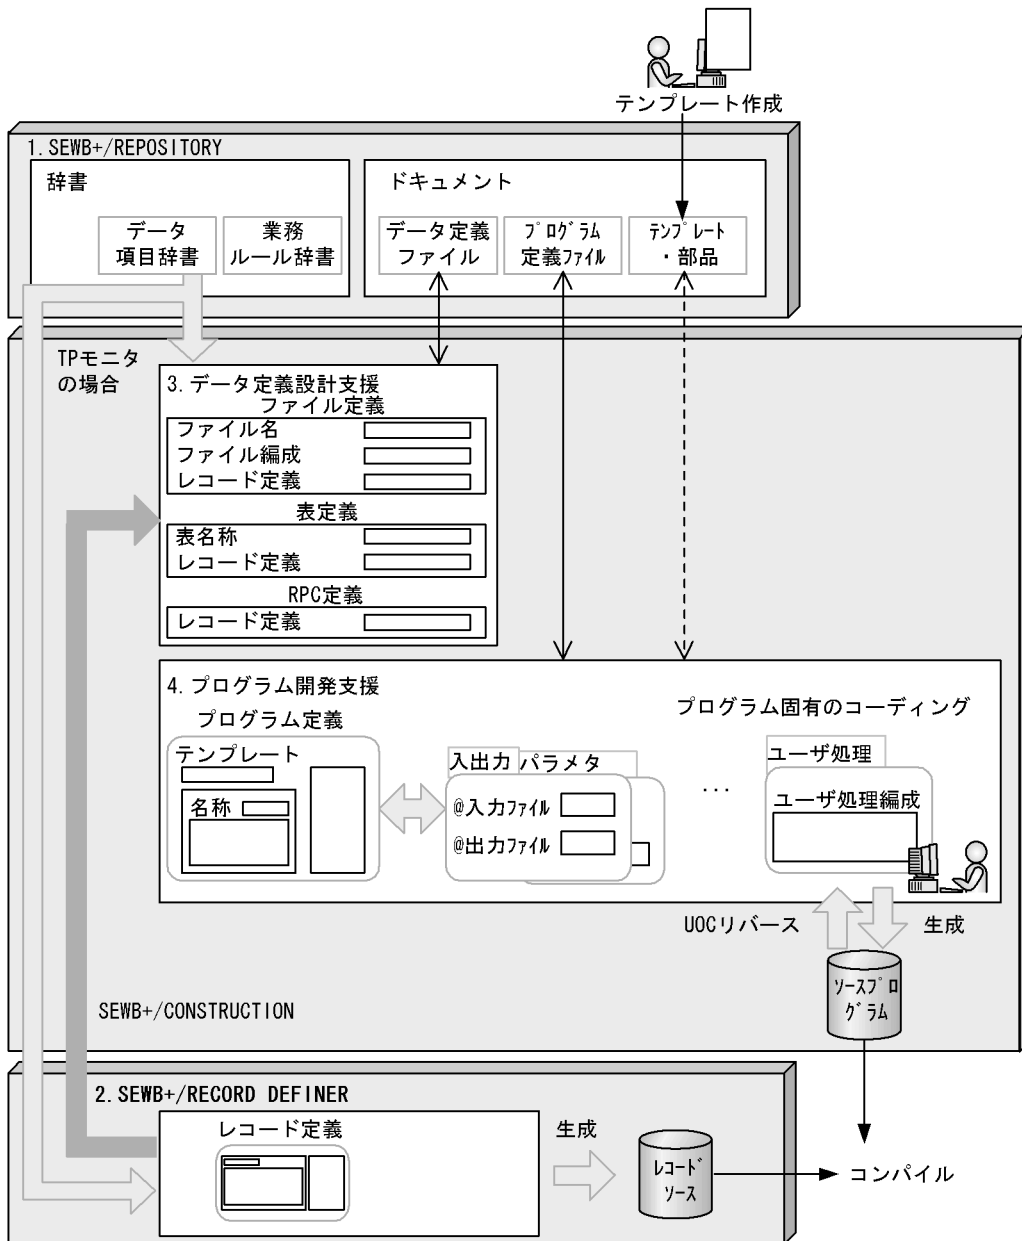 テンプレート作成
1. SEWB+/REPOSITORY
辞書
データ
項目辞書
業務
ルール辞書
ドキュメント
データ定義
ファイル
プログラム
定義ファイル
テンプレート
・部品
TPモニタ
の場合
3. データ定義設計支援
ファイル定義
ファイル名
ファイル編成
レコード定義
表定義
表名称
レコード定義
RPC定義
レコード定義
4. プログラム開発支援
プログラム定義
テンプレート
名称
入出力
パラメタ
@入力ファイル
@出力ファイル
...
プログラム固有のコーディング
ユーザ処理
ユーザ処理編成
UOCリバース
生成
ソースプロ
グラム
SEWB+/CONSTRUCTION
2. SEWB+/RECORD DEFINER
レコード定義
生成
レコード
ソース
コンパイル